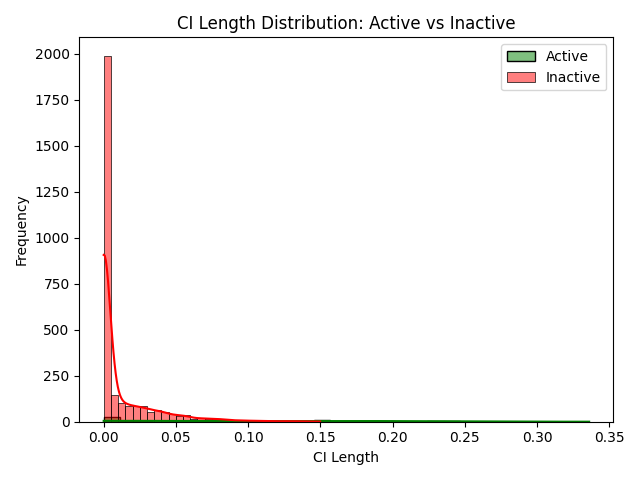 CI Length Distribution: Active vs Inactive
Active
Inactive
Frequency
2000
1750
1500
1250
1000
750
500
250
0
0.00 0.05 0.10 0.15 0.20 0.25 0.30 0.35
CI Length